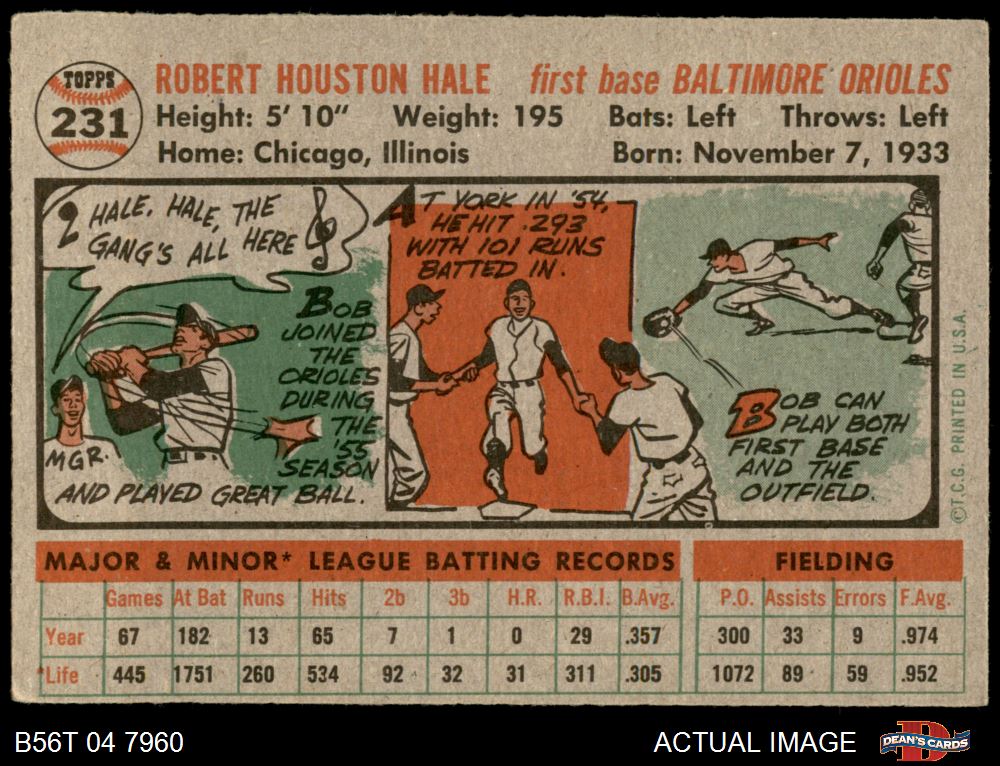 TOPPS
231
ROBERT HOUSTON HALE first base BALTIMORE ORIOLES
Height: 5' 10" Weight: 195 Bats: Left Throws: Left
Home: Chicago, Illinois Born: November 7, 1933
HALE, HALE, THE
GANG'S ALL HERE
MGR.
BOB
JOINED
THE
ORIOLES
DURING
THE
'55
SEASON
AND PLAYED GREAT BALL.
AT YORK IN '54,
HE HIT .293
WITH 101 RUNS
BATTED IN.
BOB CAN
PLAY BOTH
FIRST BASE
AND THE
OUTFIELD.
©T.C.G. PRINTED IN U.S.A.
MAJOR & MINOR* LEAGUE BATTING RECORDS FIELDING
Games At Bat Runs Hits 2b 3b H.R. R.B.I. B.Avg. P.O. Assists Errors F.Avg.
Year 67 182 13 65 7 1 0 29 .357 300 33 9 .974
*Life 445 1751 260 534 92 32 31 311 .305 1072 89 59 .952
B56T 04 7960 ACTUAL IMAGE D DEAN'S CARDS